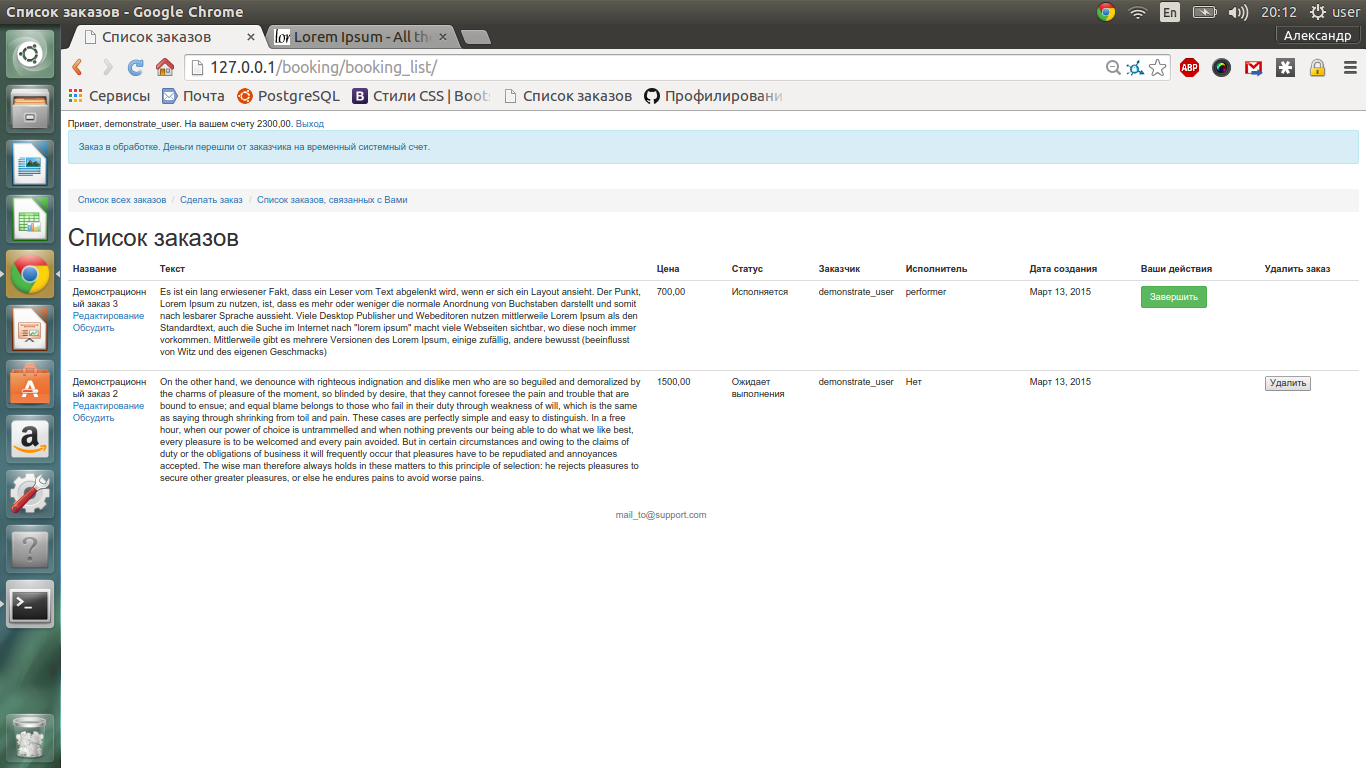 Список заказов - Google Chrome
En
20:12
user
Список заказов
Lorem Ipsum - All the
Александр
127.0.0.1/booking/booking_list/
ABP
Сервисы
Почта
PostgreSQL
Стили CSS | Boots
Список заказов
Профилировани
Привет, demonstrate_user. На вашем счету 2300,00. Выход
Заказ в обработке. Деньги перешли от заказчика на временный системный счет.
Список всех заказов / Сделать заказ / Список заказов, связанных с Вами
Список заказов
Название Текст Цена Статус Заказчик Исполнитель Дата создания Ваши действия Удалить заказ
Демонстрационн
ый заказ 3
Редактирование
Обсудить
Es ist ein lang erwiesener Fakt, dass ein Leser vom Text abgelenkt wird, wenn er sich ein Layout ansieht. Der Punkt,
Lorem Ipsum zu nutzen, ist, dass es mehr oder weniger die normale Anordnung von Buchstaben darstellt und somit
nach lesbarer Sprache aussieht. Viele Desktop Publisher und Webeditoren nutzen mittlerweile Lorem Ipsum als den
Standardtext, auch die Suche im Internet nach "lorem ipsum" macht viele Webseiten sichtbar, wo diese noch immer
vorkommen. Mittlerweile gibt es mehrere Versionen des Lorem Ipsum, einige zufällig, andere bewusst (beeinflusst
von Witz und des eigenen Geschmacks)
700,00
Исполняется
demonstrate_user
performer
Март 13, 2015
Завершить
Демонстрационн
ый заказ 2
Редактирование
Обсудить
On the other hand, we denounce with righteous indignation and dislike men who are so beguiled and demoralized by
the charms of pleasure of the moment, so blinded by desire, that they cannot foresee the pain and trouble that are
bound to ensue; and equal blame belongs to those who fail in their duty through weakness of will, which is the same
as saying through shrinking from toil and pain. These cases are perfectly simple and easy to distinguish. In a free
hour, when our power of choice is untrammelled and when nothing prevents our being able to do what we like best,
every pleasure is to be welcomed and every pain avoided. But in certain circumstances and owing to the claims of
duty or the obligations of business it will frequently occur that pleasures have to be repudiated and annoyances
accepted. The wise man therefore always holds in these matters to this principle of selection: he rejects pleasures to
secure other greater pleasures, or else he endures pains to avoid worse pains.
1500,00
Ожидает
выполнения
demonstrate_user
Нет
Март 13, 2015
Удалить
mail_to@support.com